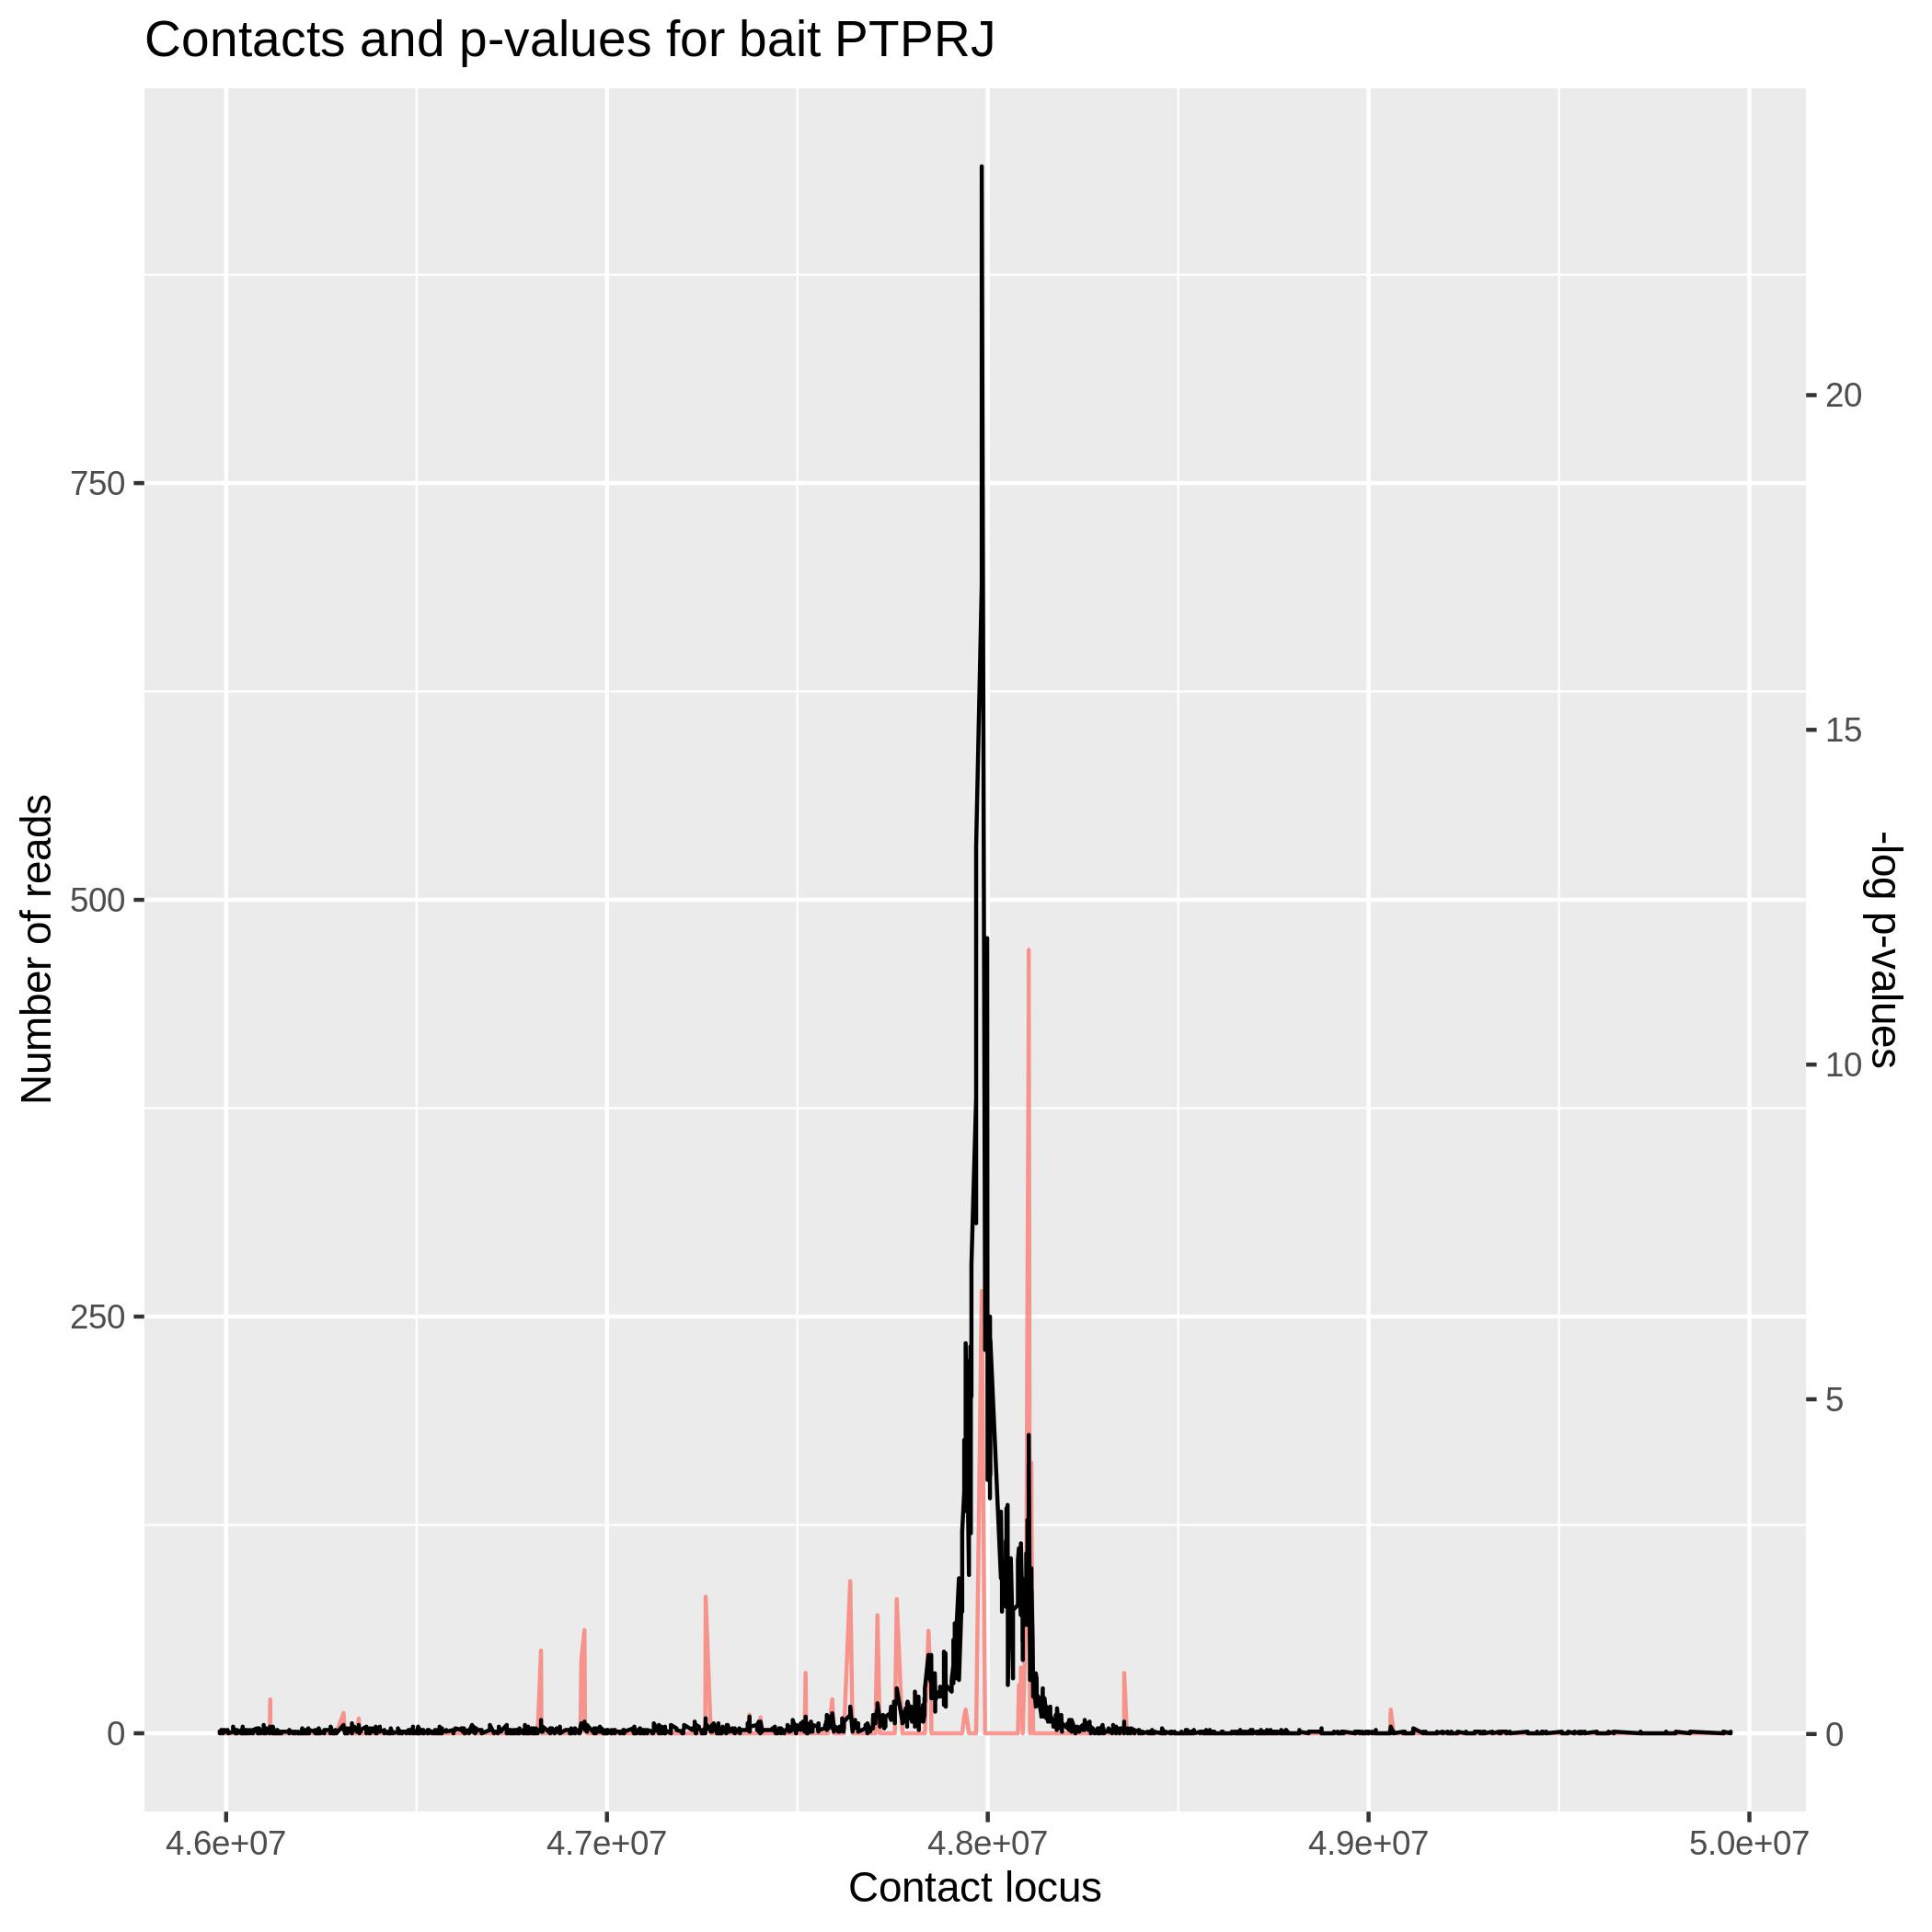 Contacts and p-values for bait PTPRJ
Number of reads
750
500
250
0
20
15
10
5
0
-log p-values
4.6e+07
4.7e+07
4.8e+07
4.9e+07
5.0e+07
Contact locus